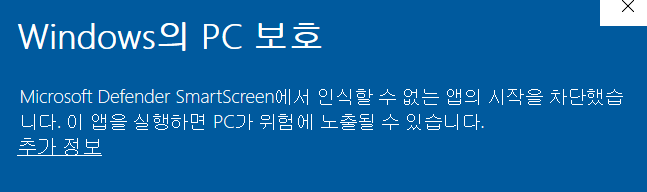 Windows의 PC 보호
Microsoft Defender SmartScreen에서 인식할 수 없는 앱의 시작을 차단했습
니다. 이 앱을 실행하면 PC가 위험에 노출될 수 있습니다.
추가 정보